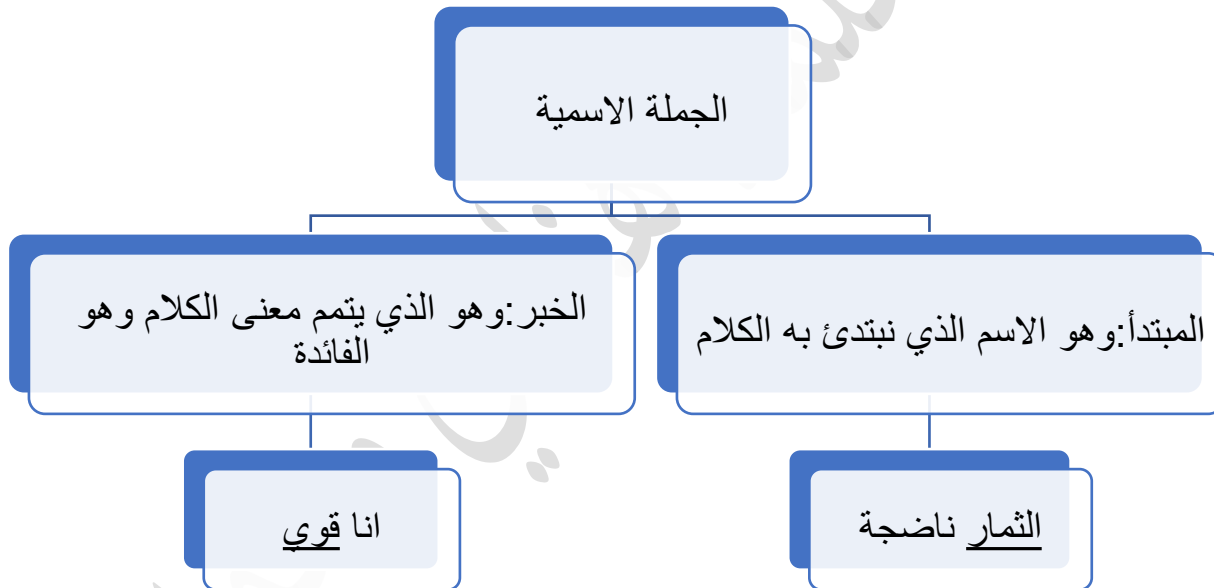 الجملة الاسمية
المبتدأ:وهو الاسم الذي نبتدئ به الكلام
الخبر:وهو الذي يتمم معنى الكلام وهو
الفائدة
الثمار ناضجة
انا قوي